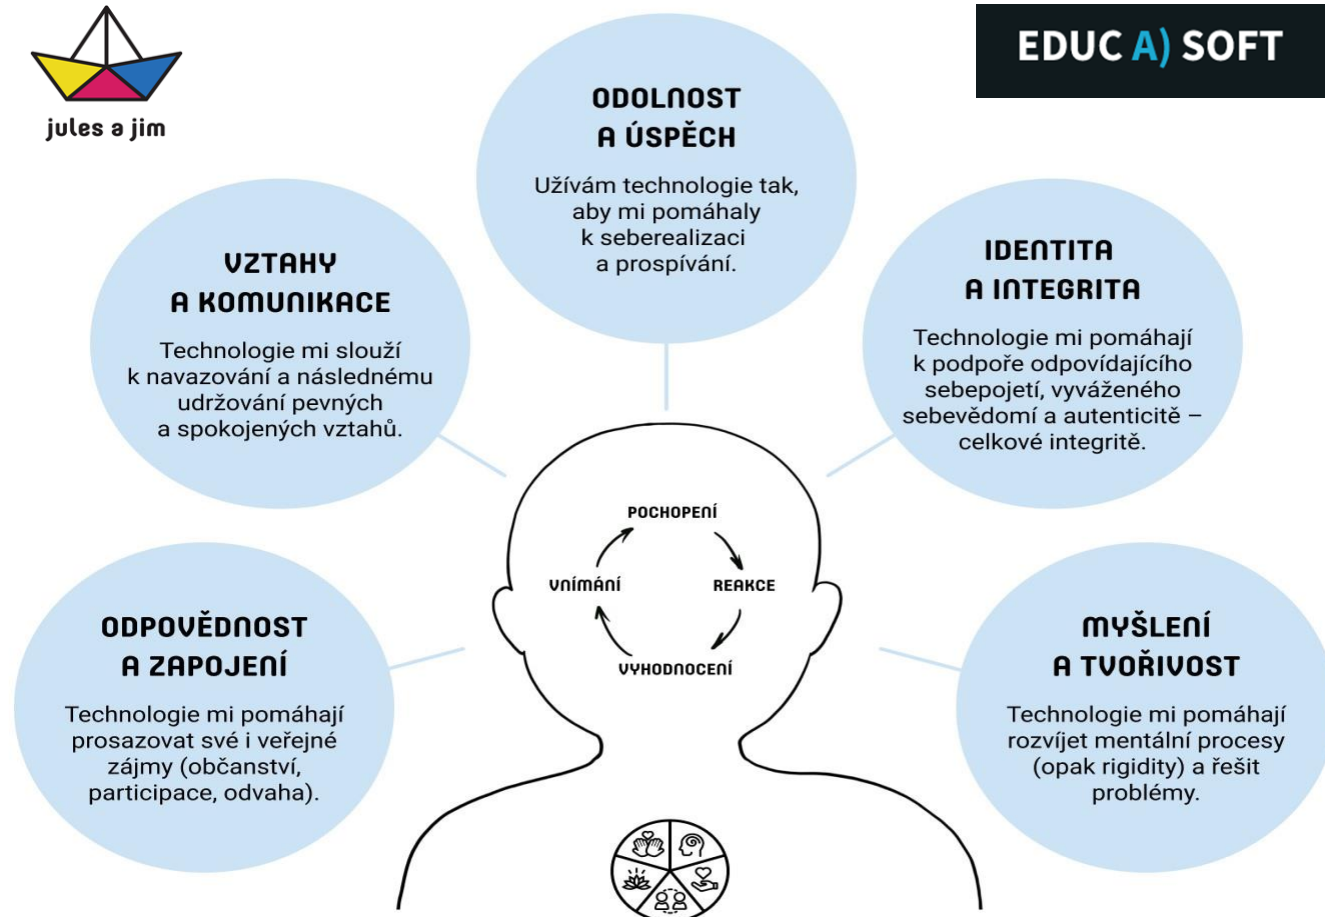 jules a jim
EDUC A) SOFT
ODOLNOST
A ÚSPĚCH
Užívám technologie tak,
aby mi pomáhaly
k seberealizaci
a prospívání.
VZTAHY
A KOMUNIKACE
Technologie mi slouží
k navazování a následnému
udržování pevných
a spokojených vztahů.
IDENTITA
A INTEGRITA
Technologie mi pomáhají
k podpoře odpovídajícího
sebepojetí, vyváženého
sebevědomí a autenticitě –
celkové integritě.
POCHOPENÍ
VNÍMÁNÍ
REAKCE
VYHODNOCENÍ
ODPOVĚDNOST
A ZAPOJENÍ
Technologie mi pomáhají
prosazovat své i veřejné
zájmy (občanství,
participace, odvaha).
MYŠLENÍ
A TVOŘIVOST
Technologie mi pomáhají
rozvíjet mentální procesy
(opak rigidity) a řešit
problémy.